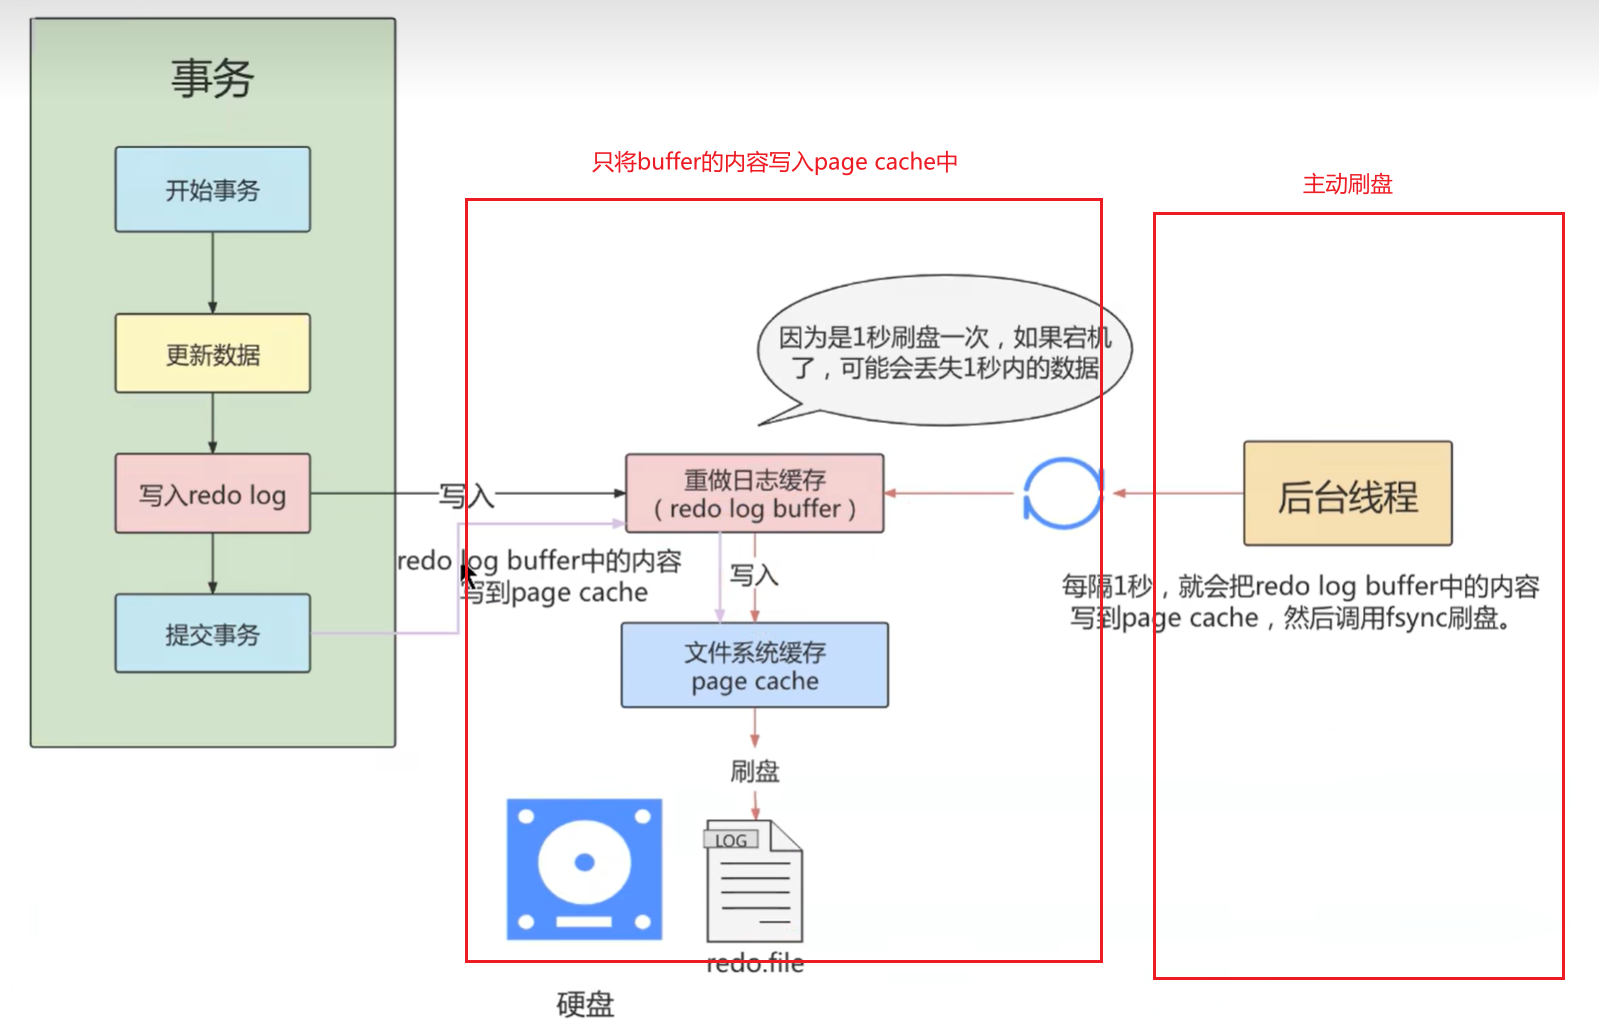 事务
开始事务
更新数据
写入redo log
提交事务
只将buffer的内容写入page cache中
主动刷盘
因为是1秒刷盘一次，如果宕机
了，可能会丢失1秒内的数据
写入
重做日志缓存
（redo log buffer）
后台线程
redo log buffer中的内容
写到page cache
写入
每隔1秒，就会把redo log buffer中的内容
写到page cache，然后调用fsync刷盘。
文件系统缓存
page cache
刷盘
LOG
redo.file
硬盘